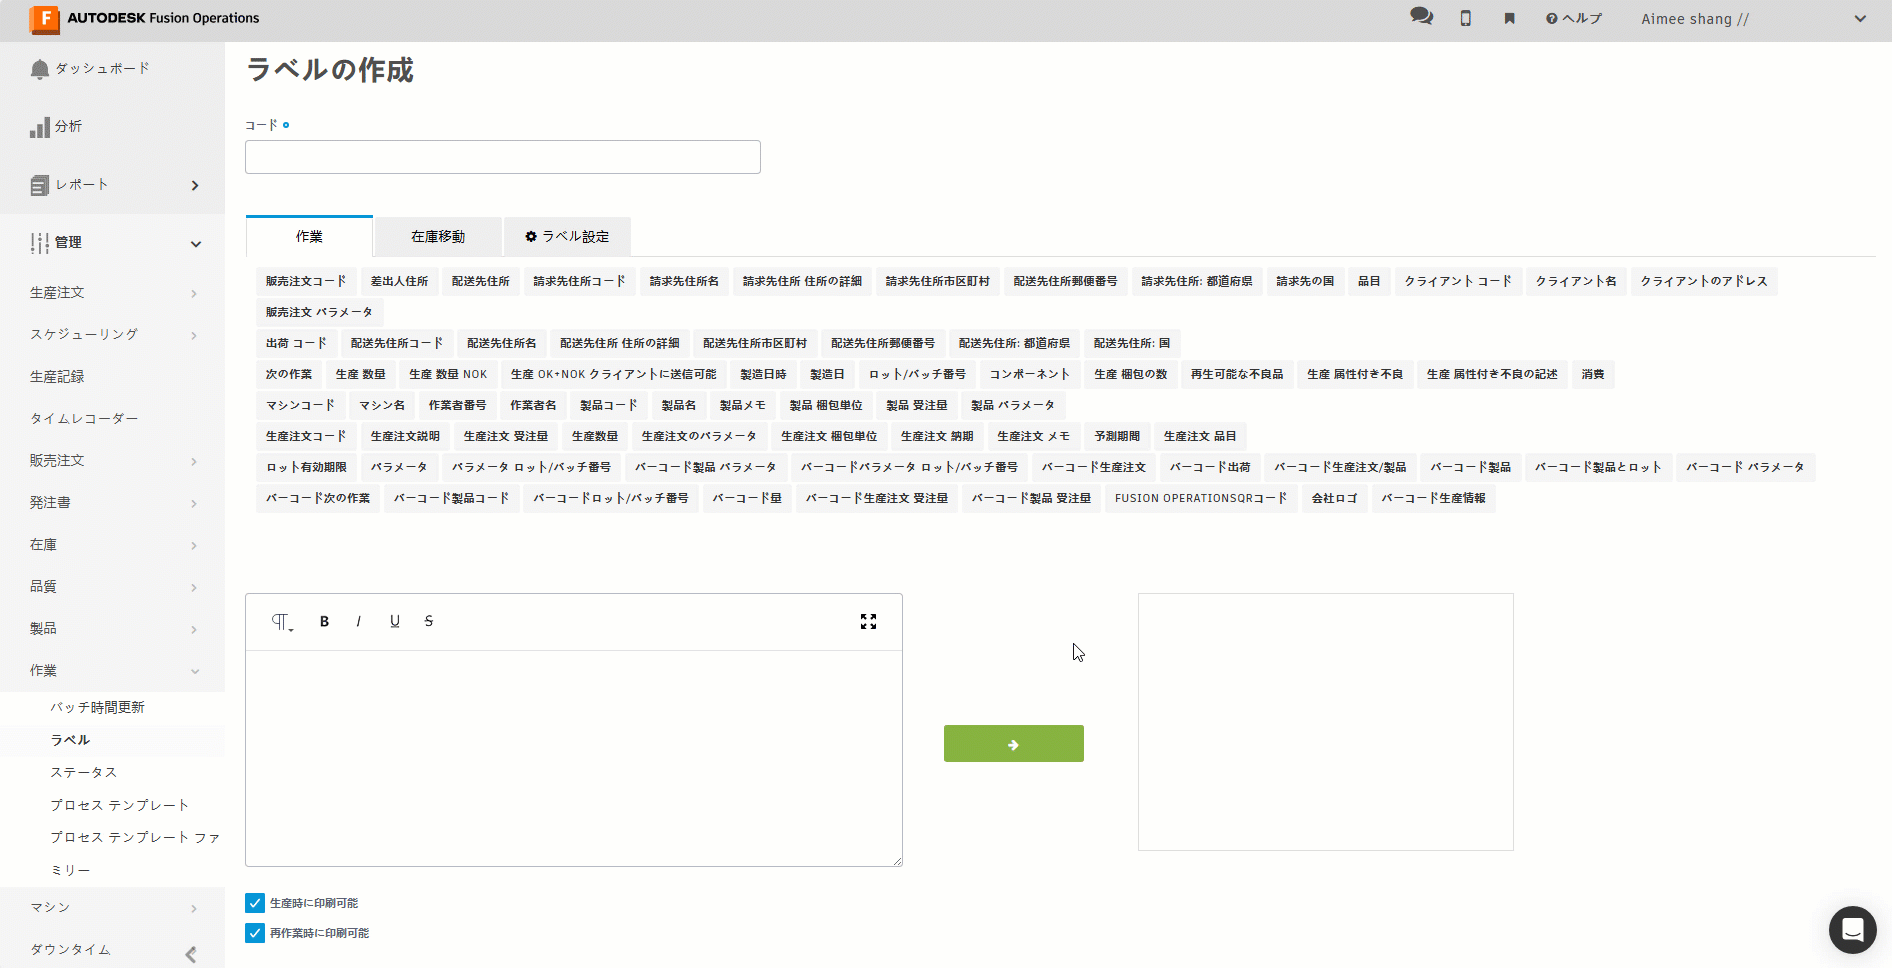 AUTODESK Fusion Operations
ヘルプ
Aimee shang //
ダッシュボード
分析
レポート
管理
生産注文
スケジューリング
生産記録
タイムレコーダー
販売注文
発注書
在庫
品質
製品
作業
バッチ時間更新
ラベル
ステータス
プロセス テンプレート
プロセス テンプレート ファ
ミリー
マシン
ダウンタイム
ラベルの作成
コード
作業 在庫移動 ラベル設定
販売注文コード 差出人住所 配送先住所 請求先住所コード 請求先住所名 請求先住所 住所の詳細 請求先住所市区町村 配送先住所郵便番号 請求先住所: 都道府県 請求先の国 品目 クライアント コード クライアント名 クライアントのアドレス
販売注文 パラメータ
出荷 コード 配送先住所コード 配送先住所名 配送先住所 住所の詳細 配送先住所市区町村 配送先住所郵便番号 配送先住所: 都道府県 配送先住所: 国
次の作業 生産 数量 生産 数量 NOK 生産 OK+NOK クライアントに送信可能 製造日時 製造日 ロット/バッチ番号 コンポーネント 生産 梱包の数 再生可能な不良品 生産 属性付き不良 生産 属性付き不良の記述 消費
マシンコード マシン名 作業者番号 作業者名 製品コード 製品名 製品メモ 製品 梱包単位 製品 受注量 製品 パラメータ
生産注文コード 生産注文説明 生産注文 受注量 生産数量 生産注文のパラメータ 生産注文 梱包単位 生産注文 納期 生産注文 メモ 予測期間 生産注文 品目
ロット有効期限 パラメータ パラメータ ロット/バッチ番号 バーコード製品 パラメータ バーコードパラメータ ロット/バッチ番号 バーコード生産注文 バーコード出荷 バーコード生産注文/製品 バーコード製品 バーコード製品とロット バーコード パラメータ
バーコード次の作業 バーコード製品コード バーコードロット/バッチ番号 バーコード量 バーコード生産注文 受注量 バーコード製品 受注量 FUSION OPERATIONSQRコード 会社ロゴ バーコード生産情報
B I U S
生産時に印刷可能
再作業時に印刷可能